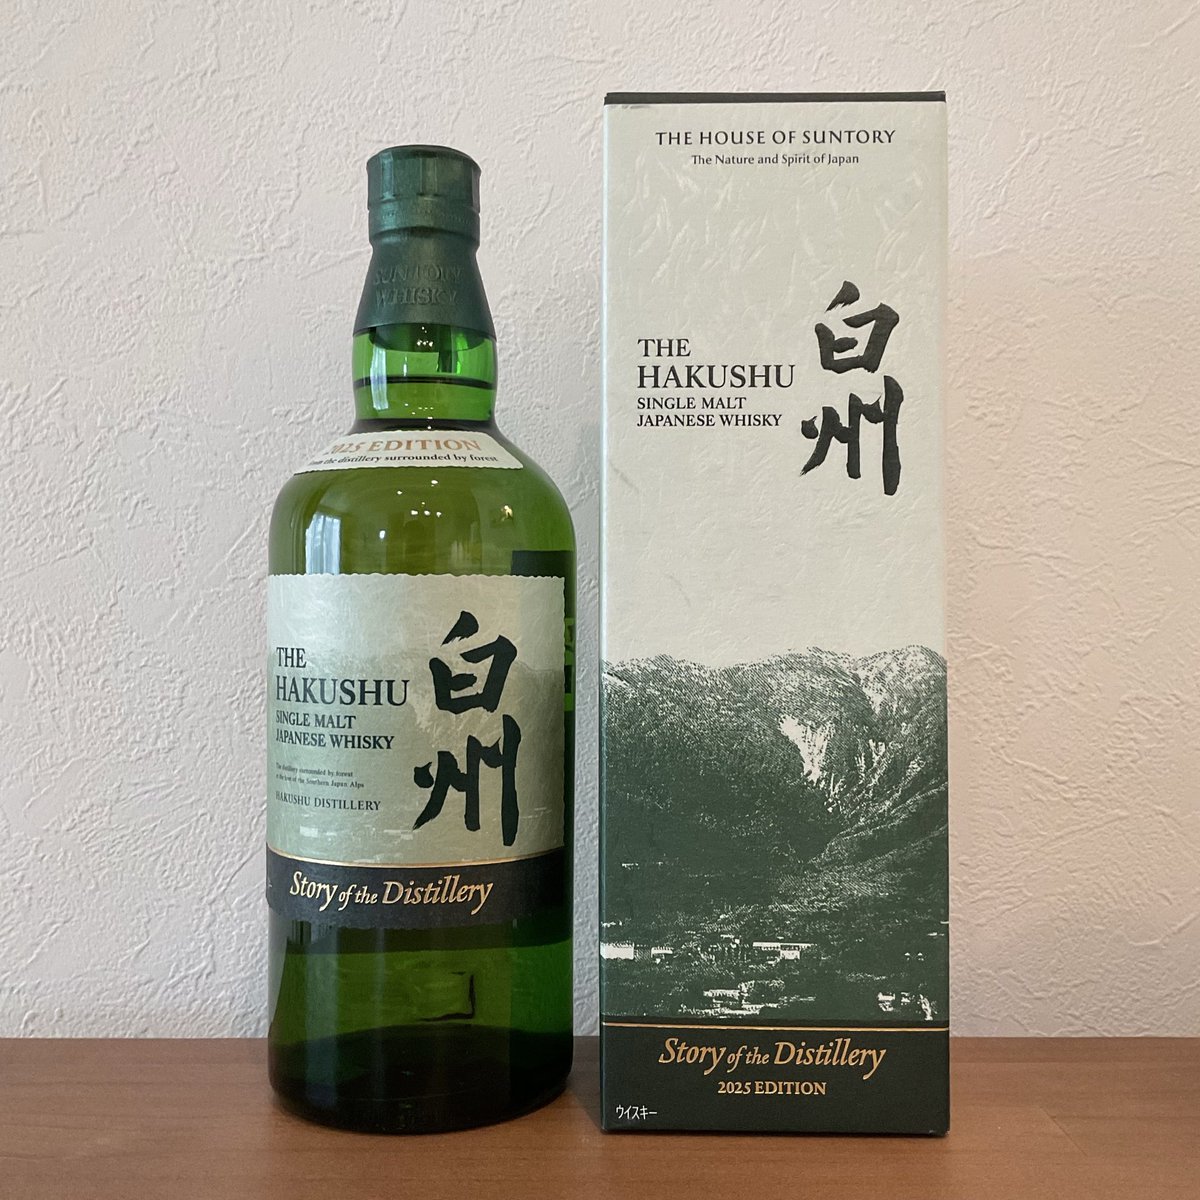 SUNTORY
WHISKY
2025 EDITION
from the distillery surrounded by forest
THE
HAKUSHU
SINGLE MALT
JAPANESE WHISKY
白州
The distillery surrounded by forest
at the foot of the Southern Japan Alps
HAKUSHU DISTILLERY
Story of the Distillery
THE HOUSE OF SUNTORY
The Nature and Spirit of Japan
THE
HAKUSHU
SINGLE MALT
JAPANESE WHISKY
白州
Story of the Distillery
2025 EDITION
ウイスキー